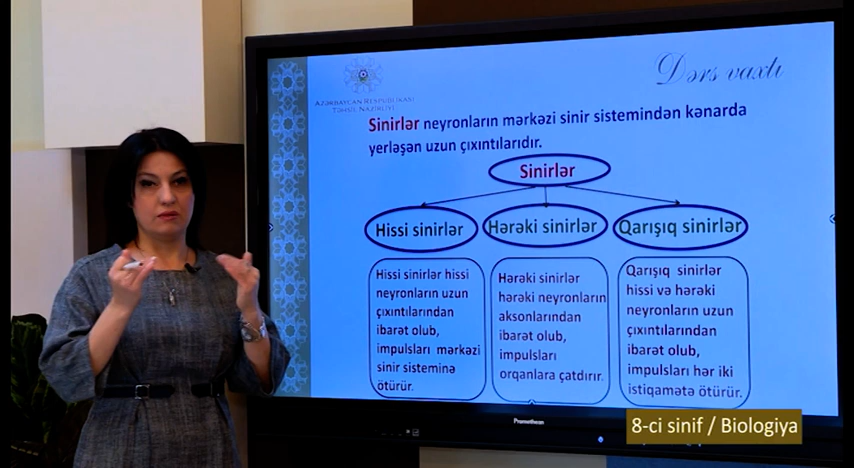 Dərs vaxtı
AZƏRBAYCAN RESPUBLİKASI
TƏHSİL NAZİRLİYİ
Sinirlər neyronların mərkəzi sinir sistemindən kənarda
yerləşən uzun çıxıntılarıdır.
Sinirlər
Hissi sinirlər
Hərəki sinirlər
Qarışıq sinirlər
Hissi sinirlər hissi
neyronların uzun
çıxıntılarından
ibarət olub,
impulsları mərkəzi
sinir sisteminə
ötürür.
Hərəki sinirlər
hərəki neyronların
aksonlarından
ibarət olub,
impulsları
orqanlara çatdırır.
Qarışıq sinirlər
hissi və hərəki
neyronların uzun
çıxıntılarından
ibarət olub,
impulsları hər iki
istiqamətə ötürür.
Promethean
8-ci sinif / Biologiya